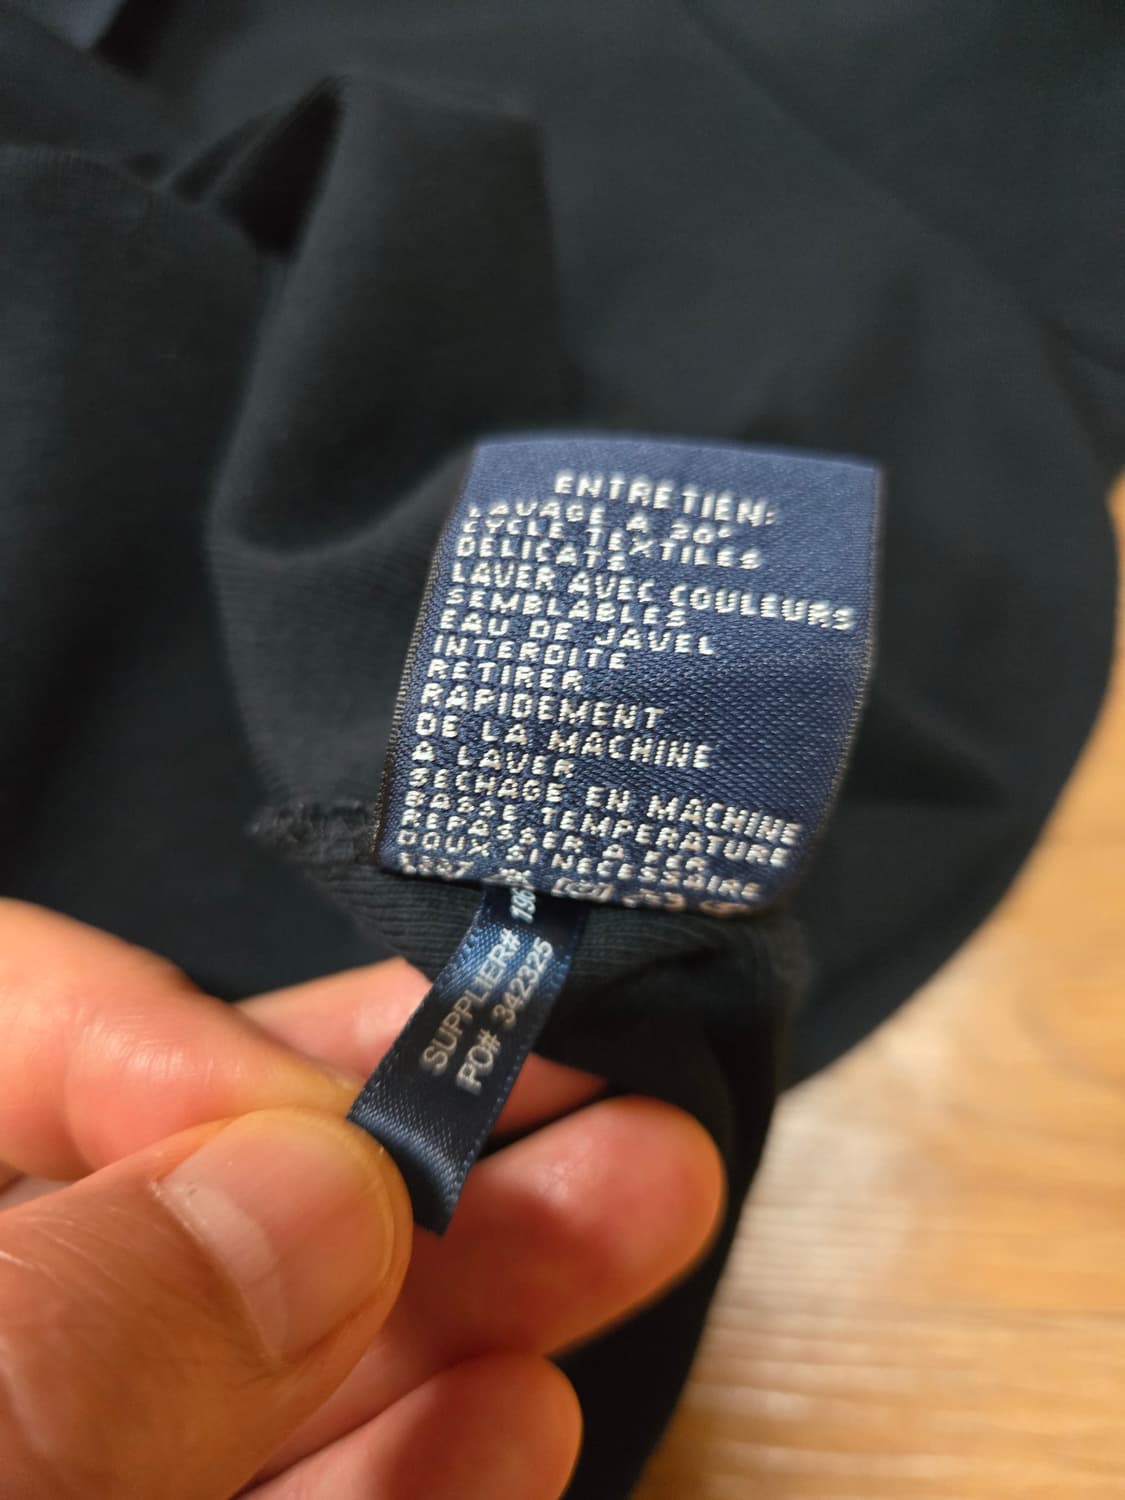 ENTRETIEN:
LAVAGE A 30°
CYCLE TEXTILES
DELICATS
LAVER AVEC COULEURS
SEMBLABLES
EAU DE JAVEL
INTERDITE
RETIRER
RAPIDEMENT
DE LA MACHINE
A LAVER
SECHAGE EN MACHINE
BASSE TEMPERATURE
REPASSER A FER
DOUX SI NECESSAIRE
SUPPLIER#
PO# 342325